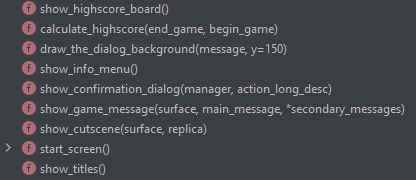 f show_highscore_board()
f calculate_highscore(end_game, begin_game)
f draw_the_dialog_background(message, y=150)
f show_info_menu()
f show_confirmation_dialog(manager, action_long_desc)
f show_game_message(surface, main_message, *secondary_messages)
f show_cutscene(surface, replica)
f start_screen()
f show_titles()